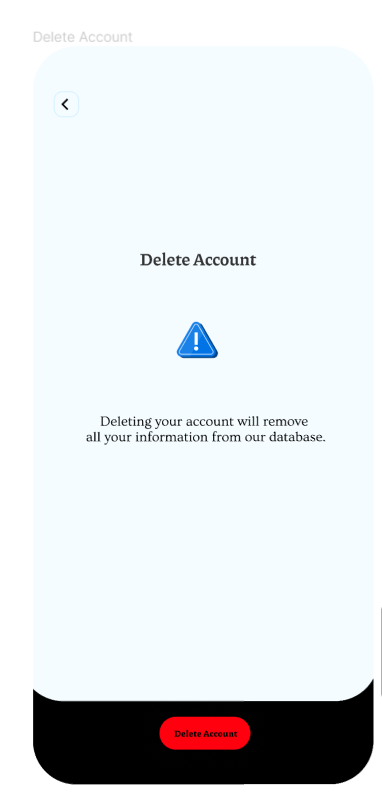 Delete Account
Delete Account
Deleting your account will remove
all your information from our database.
Delete Account